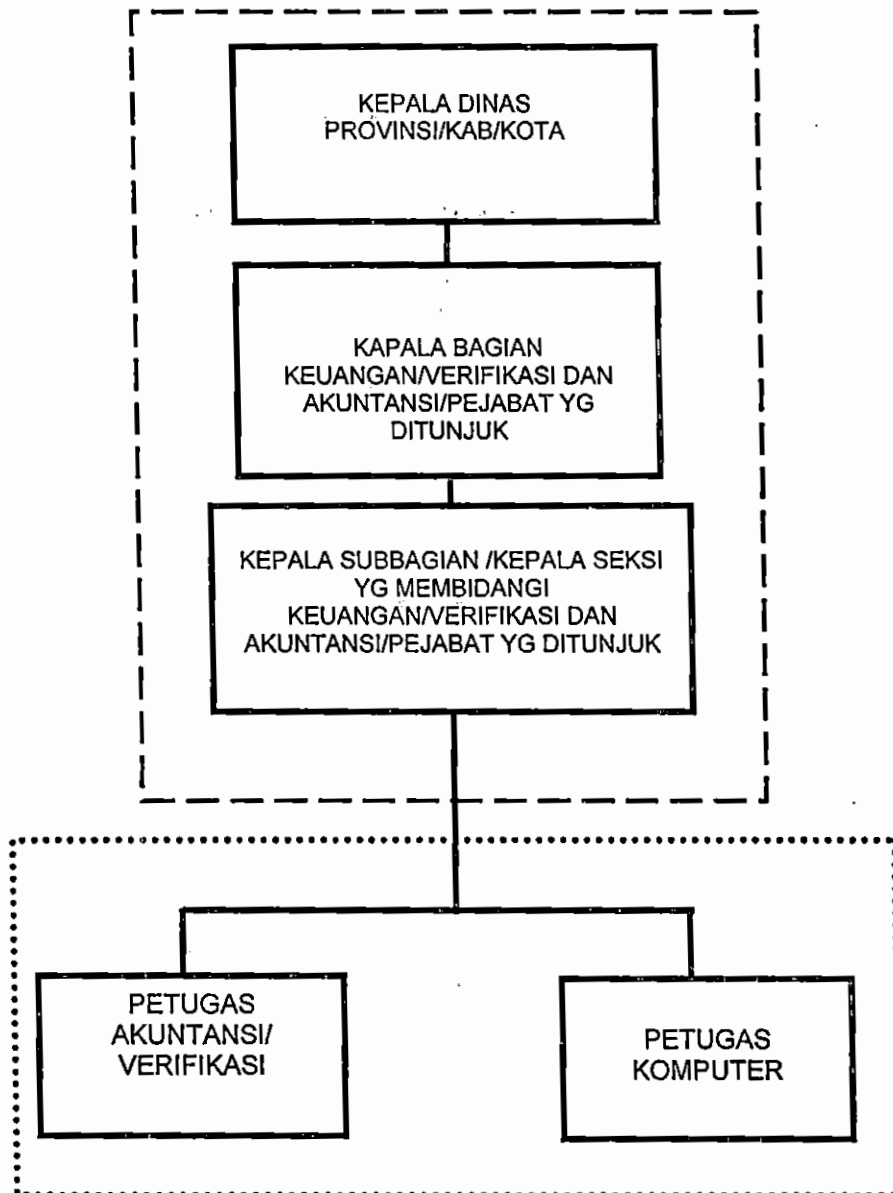 KEPALA DINAS
PROVINSI/KAB/KOTA
KAPALA BAGIAN
KEUANGAN/VERIFIKASI DAN
AKUNTANSI/PEJABAT YG
DITUNJUK
KEPALA SUBBAGIAN /KEPALA SEKSI
YG MEMBIDANGI
KEUANGAN/VERIFIKASI DAN
AKUNTANSI/PEJABAT YG DITUNJUK
PETUGAS
AKUNTANSI/
VERIFIKASI
PETUGAS
KOMPUTER